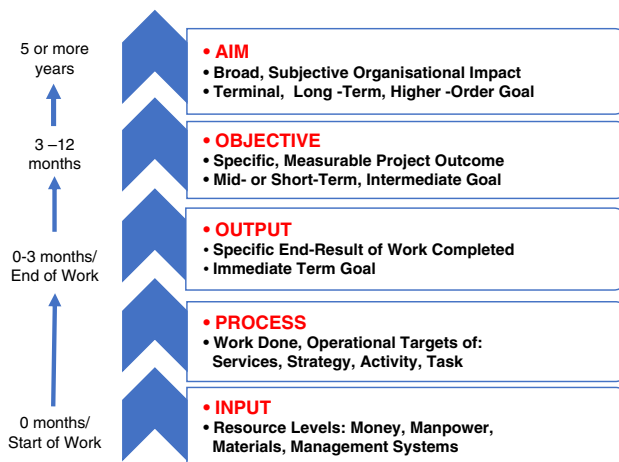 5 or more
years
• AIM
• Broad, Subjective Organisational Impact
• Terminal, Long -Term, Higher -Order Goal
3 –12
months
• OBJECTIVE
• Specific, Measurable Project Outcome
• Mid- or Short-Term, Intermediate Goal
0-3 months/
End of Work
• OUTPUT
• Specific End-Result of Work Completed
• Immediate Term Goal
• PROCESS
• Work Done, Operational Targets of:
Services, Strategy, Activity, Task
0 months/
Start of Work
• INPUT
• Resource Levels: Money, Manpower,
Materials, Management Systems